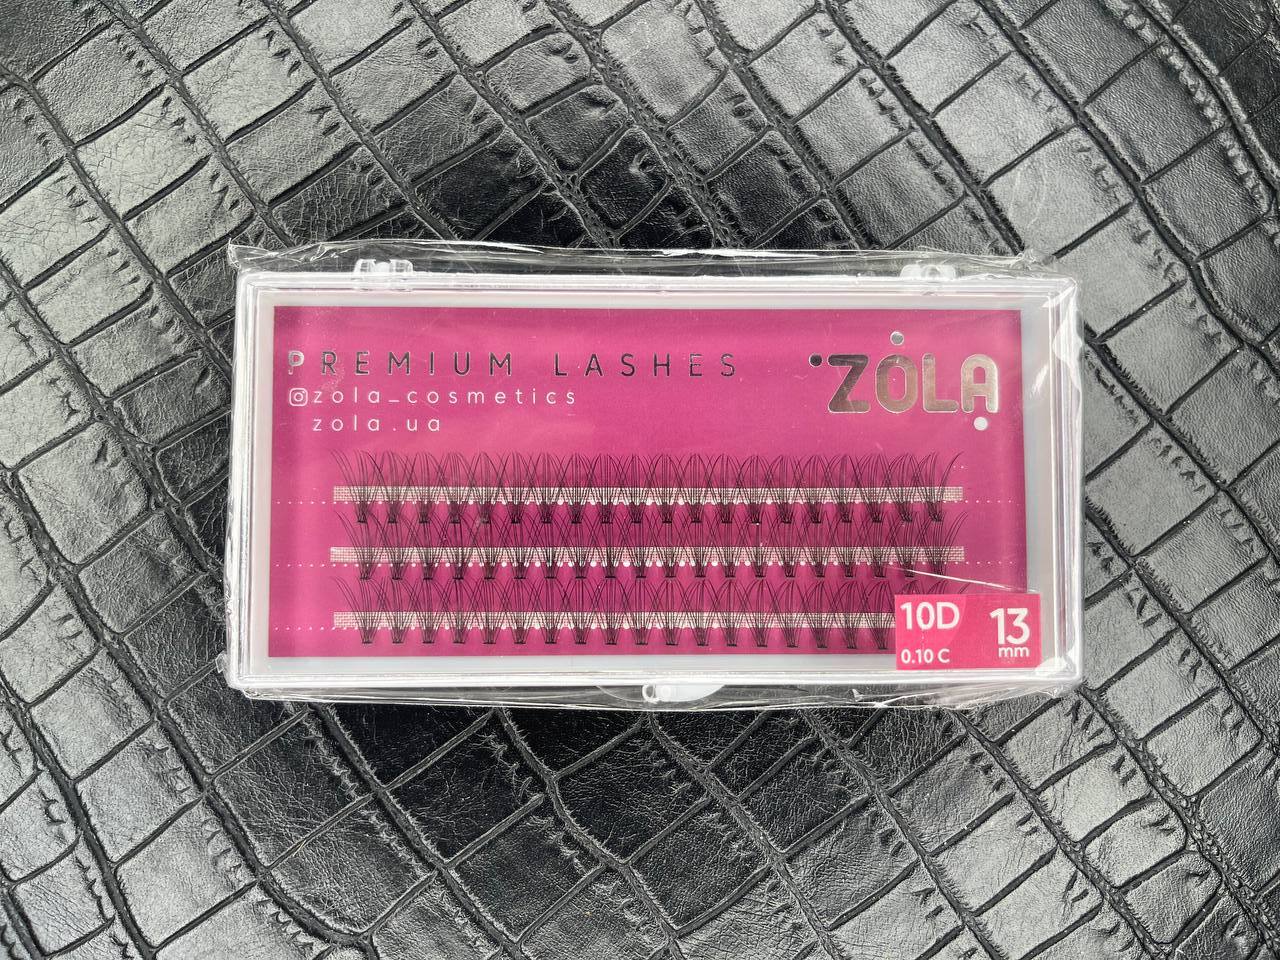 PREMIUM LASHES
zola_cosmetics
zola.ua
ZOLA
10D
0.10 C
13
mm